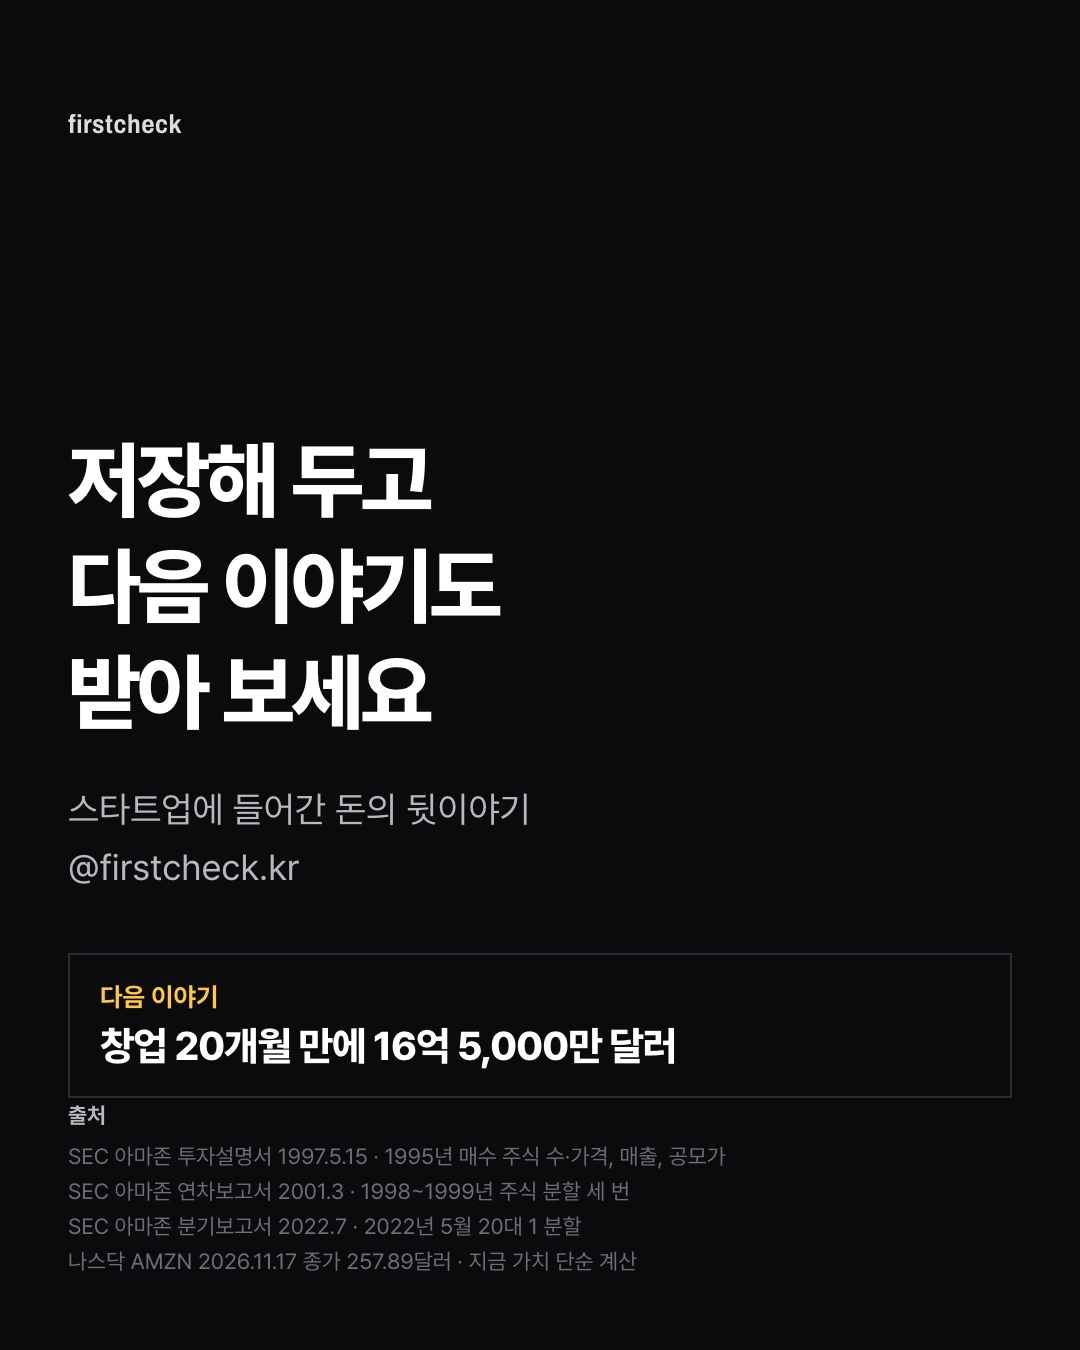 firstcheck
저장해 두고
다음 이야기도
받아 보세요
스타트업에 들어간 돈의 뒷이야기
@firstcheck.kr
다음 이야기
창업 20개월 만에 16억 5,000만 달러
출처
SEC 아마존 투자설명서 1997.5.15 · 1995년 매수 주식 수·가격, 매출, 공모가
SEC 아마존 연차보고서 2001.3 · 1998~1999년 주식 분할 세 번
SEC 아마존 분기보고서 2022.7 · 2022년 5월 20대 1 분할
나스닥 AMZN 2026.11.17 종가 257.89달러 · 지금 가치 단순 계산